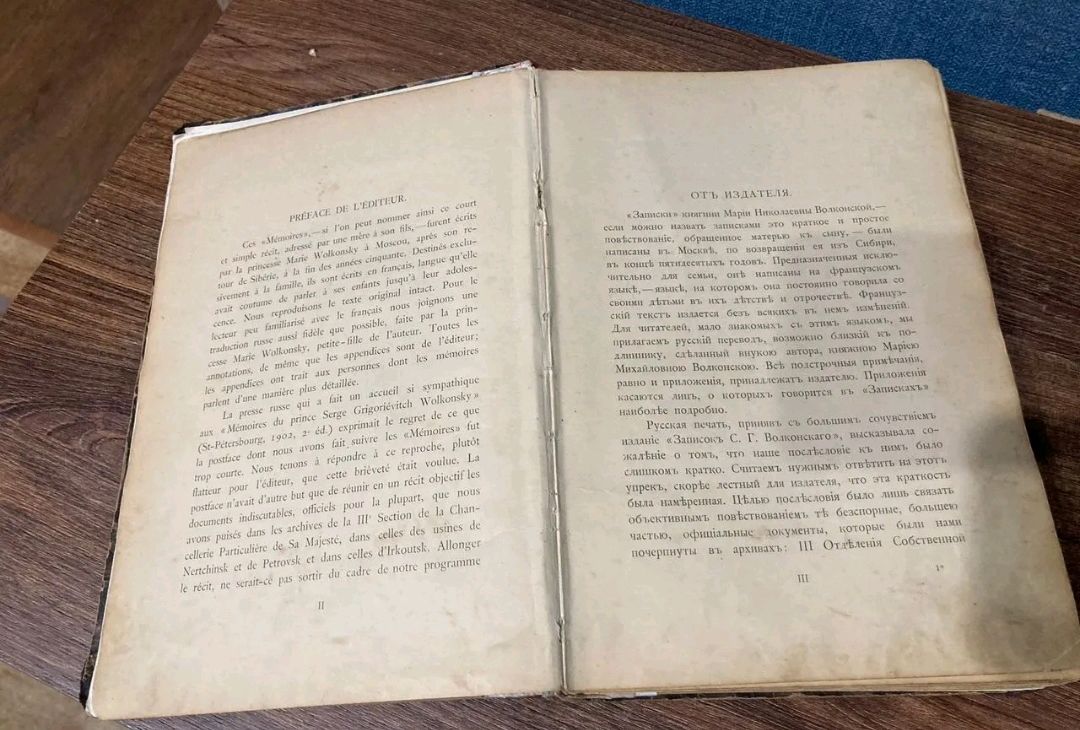 PRÉFACE DE L'ÉDITEUR.
Ces «Mémoires»,—si l'on peut nommer ainsi ce court
et simple récit, adressé par une mère à son fils,—furent écrits
par la princesse Marie Wolkonsky à Moscou, après son re-
tour de Sibérie, à la fin des années cinquante. Destinés exclu-
sivement à la famille, ils sont écrits en français, langue qu'elle
avait coutume de parler à ses enfants jusqu'à leur adoles-
cence. Nous reproduisons le texte original intact. Pour le
lecteur peu familiarisé avec le français nous joignons une
traduction russe aussi fidèle que possible, faite par la prin-
cesse Marie Wolkonsky, petite-fille de l'auteur. Toutes les
annotations, de même que les appendices sont de l'éditeur;
les appendices ont trait aux personnes dont les mémoires
parlent d'une manière plus détaillée.
La presse russe qui a fait un accueil si sympathique
aux «Mémoires du prince Serge Grigoriévitch Wolkonsky»
(St-Pétersbourg, 1902, 2e éd.) exprimait le regret de ce que
la postface dont nous avons fait suivre les «Mémoires» fut
trop courte. Nous tenons à répondre à ce reproche, plutôt
flatteur pour l'éditeur, que cette brièveté était voulue. La
postface n'avait d'autre but que de réunir en un récit objectif les
documents indiscutables, officiels pour la plupart, que nous
avons puisés dans les archives de la IIIe Section de la Chan-
cellerie Particulière de Sa Majesté, dans celles des usines de
Nertchinsk et de Petrovsk et dans celles d'Irkoutsk. Allonger
le récit, ne serait-ce pas sortir du cadre de notre programme
II
ОТЪ ИЗДАТЕЛЯ.
«Записки» княгини Маріи Николаевны Волконской,—
если можно назвать записками это краткое и простое
повѣствованіе, обращенное матерью къ сыну,— были
написаны въ Москвѣ, по возвращеніи ея изъ Сибири,
въ концѣ пятидесятыхъ годовъ. Предназначенныя исклю-
чительно для семьи, онѣ написаны на французскомъ
языкѣ,—языкѣ, на которомъ она постоянно говорила со
своими дѣтьми въ ихъ дѣтствѣ и отрочествѣ. Француз-
скій текстъ издается безъ всякихъ въ немъ измѣненій.
Для читателей, мало знакомыхъ съ этимъ языкомъ, мы
прилагаемъ русскій переводъ, возможно близкій къ по-
длиннику, сдѣланный внукою автора, княжною Маріею
Михайловною Волконскою. Всѣ подстрочныя примѣчанія,
равно и приложенія, принадлежатъ издателю. Приложенія
касаются лицъ, о которыхъ говорится въ «Запискахъ»
наиболѣе подробно.
Русская печать, принявъ съ большимъ сочувствіемъ
изданіе «Записокъ С. Г. Волконскаго», высказывала со-
жалѣніе о томъ, что наше послѣсловіе къ нимъ было
слишкомъ кратко. Считаемъ нужнымъ отвѣтить на этотъ
упрекъ, скорѣе лестный для издателя, что эта краткость
была намѣренная. Цѣлью послѣсловія было лишь связать
объективнымъ повѣствованіемъ тѣ безспорные, большею
частью, официальные документы, которые были нами
почерпнуты въ архивахъ: III Отдѣленія Собственной
III
1*